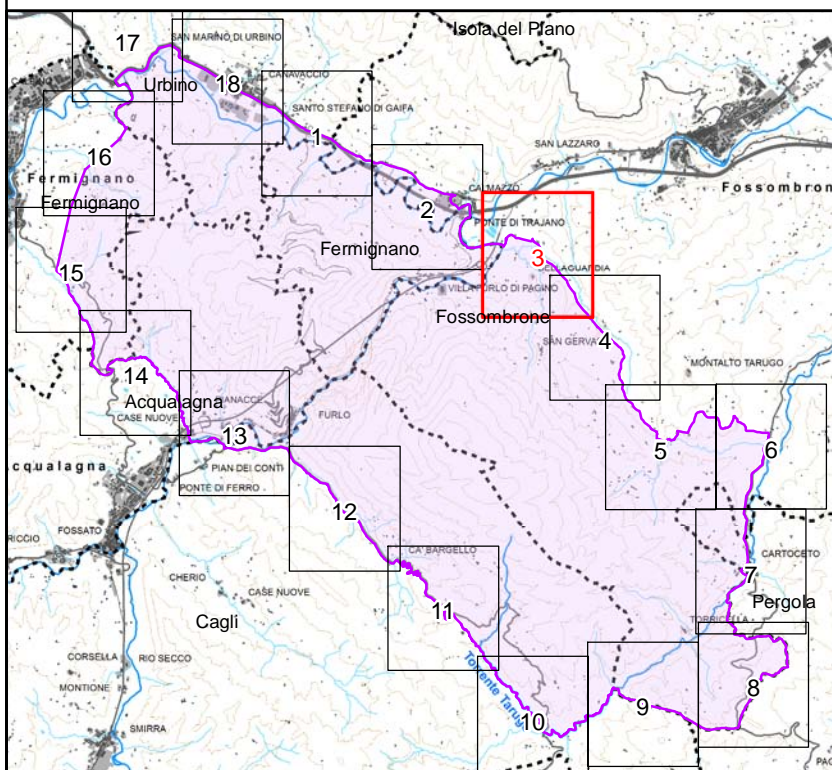 Isola del Piano
17
SAN MARINO DI URBINO
Urbino
18
CANAVACCIO
SANTO STEFANO DI GAIFA
1
SAN LAZZARO
16
Fermignano
Fermignano
2
CALMAZZO
Fossombron
PONTE DI TRAJANO
Fermignano
3
BELLAGUARDIA
15
VILLA FURLO DI PAGINO
Fossombrone
4
SAN GERVA
MONTALTO TARUGO
14
Acqualagna
CASE NUOVE
ANACCE
FURLO
13
5
6
cqualagna
PIAN DEI CONTI
PONTE DI FERRO
12
FOSSATO
RICCIO
CA' BARGELLO
CARTOCETO
7
CHERIO
CASE NUOVE
Cagli
11
Pergola
TORRICELLA
CORSELLA
RIO SECCO
MONTIONE
Torrente Tarug
8
9
10
SMIRRA
PAC